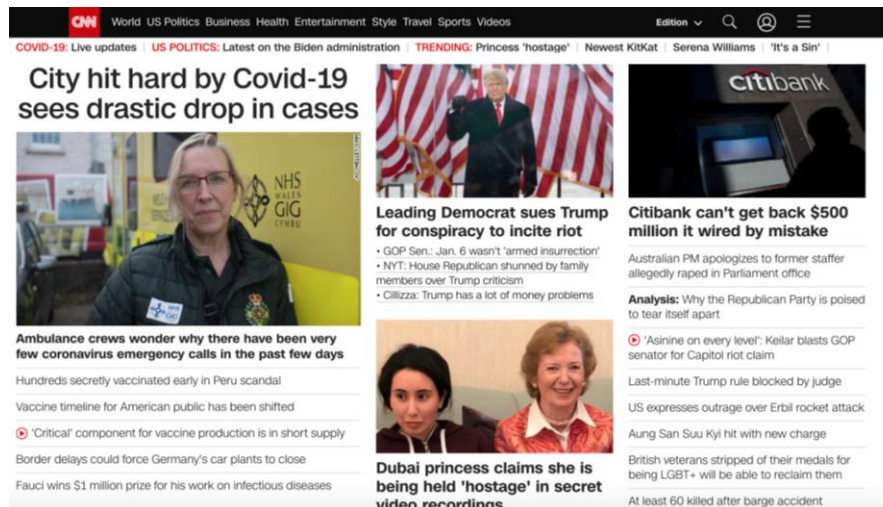 CNN World US Politics Business Health Entertainment Style Travel Sports Videos Edition
COVID-19: Live updates | US POLITICS: Latest on the Biden administration | TRENDING: Princess 'hostage' | Newest KitKat | Serena Williams | 'It's a Sin' |
City hit hard by Covid-19
sees drastic drop in cases
NHS
WALES
GIG
CYMRU
NHS
Ambulance crews wonder why there have been very
few coronavirus emergency calls in the past few days
Hundreds secretly vaccinated early in Peru scandal
Vaccine timeline for American public has been shifted
'Critical' component for vaccine production is in short supply
Border delays could force Germany's car plants to close
Fauci wins $1 million prize for his work on infectious diseases
Leading Democrat sues Trump
for conspiracy to incite riot
• GOP Sen.: Jan. 6 wasn't 'armed insurrection'
• NYT: House Republican shunned by family
members over Trump criticism
• Cillizza: Trump has a lot of money problems
Dubai princess claims she is
being held 'hostage' in secret
video recordings
citibank
Citibank can't get back $500
million it wired by mistake
Australian PM apologizes to former staffer
allegedly raped in Parliament office
Analysis: Why the Republican Party is poised
to tear itself apart
'Asinine on every level': Keilar blasts GOP
senator for Capitol riot claim
Last-minute Trump rule blocked by judge
US expresses outrage over Erbil rocket attack
Aung San Suu Kyi hit with new charge
British veterans stripped of their medals for
being LGBT+ will be able to reclaim them
At least 60 killed after barge accident